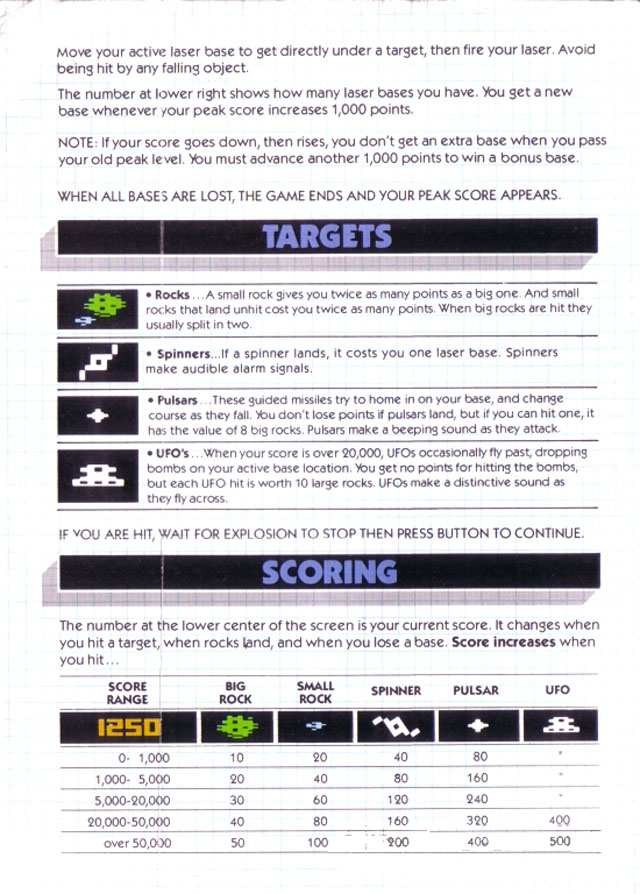 Move your active laser base to get directly under a target, then fire your laser. Avoid
being hit by any falling object.
The number at lower right shows how many laser bases you have. You get a new
base whenever your peak score increases 1,000 points.
NOTE: If your score goes down, then rises, you don't get an extra base when you pass
your old peak level. You must advance another 1,000 points to win a bonus base.
WHEN ALL BASES ARE LOST, THE GAME ENDS AND YOUR PEAK SCORE APPEARS.
TARGETS
• Rocks...A small rock gives you twice as many points as a big one. And small
rocks that land unhit cost you twice as many points. When big rocks are hit they
usually split in two.
• Spinners...If a spinner lands, it costs you one laser base. Spinners
make audible alarm signals.
• Pulsars...These guided missiles try to home in on your base, and change
course as they fall. You don't lose points if pulsars land, but if you can hit one, it
has the value of 8 big rocks. Pulsars make a beeping sound as they attack.
• UFO's...When your score is over 20,000, UFOs occasionally fly past, dropping
bombs on your active base location. You get no points for hitting the bombs,
but each UFO hit is worth 10 large rocks. UFOs make a distinctive sound as
they fly across.
IF YOU ARE HIT, WAIT FOR EXPLOSION TO STOP THEN PRESS BUTTON TO CONTINUE.
SCORING
The number at the lower center of the screen is your current score. It changes when
you hit a target, when rocks land, and when you lose a base. Score increases when
you hit...
SCORE RANGE BIG ROCK SMALL ROCK SPINNER PULSAR UFO
1250
0- 1,000 10 20 40 80 *
1,000- 5,000 20 40 80 160 *
5,000-20,000 30 60 120 240 *
20,000-50,000 40 80 160 320 400
over 50,000 50 100 200 400 500